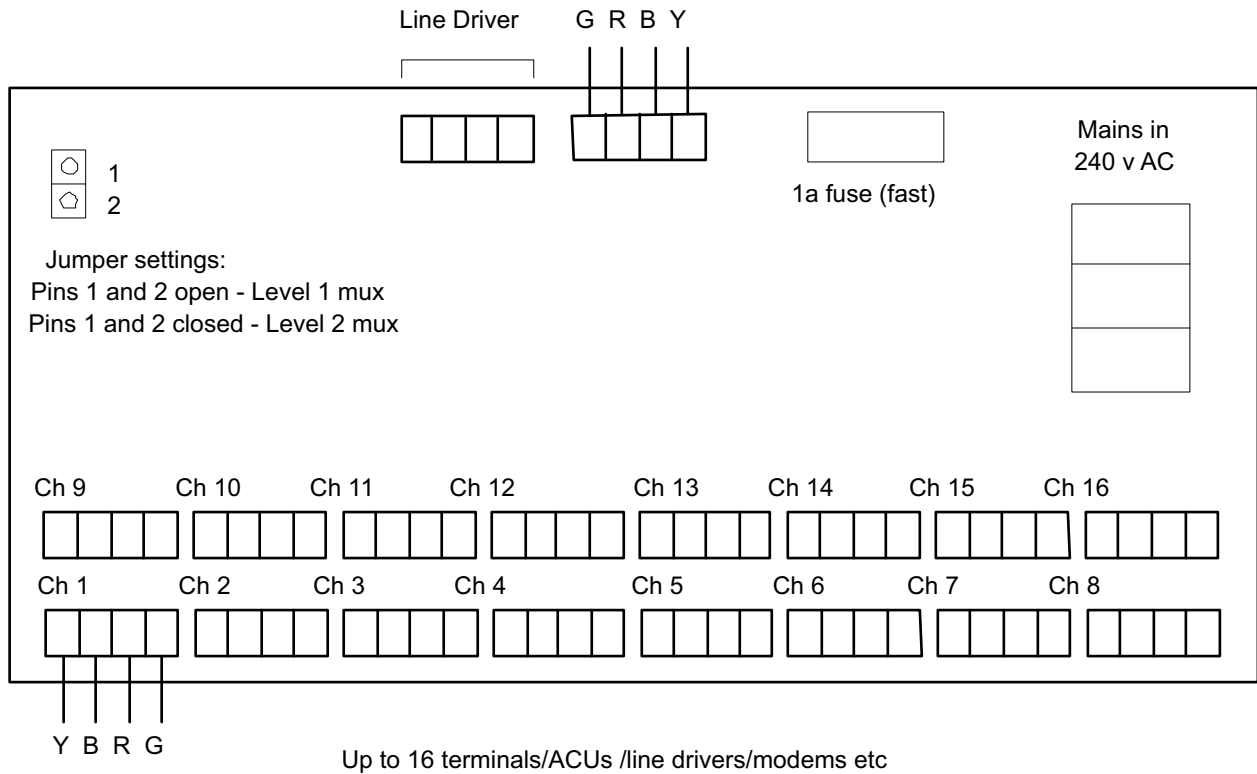 Line Driver G R B Y
Mains in
240 v AC
1
2
1a fuse (fast)
Jumper settings:
Pins 1 and 2 open - Level 1 mux
Pins 1 and 2 closed - Level 2 mux
Ch 9 Ch 10 Ch 11 Ch 12 Ch 13 Ch 14 Ch 15 Ch 16
Ch 1 Ch 2 Ch 3 Ch 4 Ch 5 Ch 6 Ch 7 Ch 8
Y B R G
Up to 16 terminals/ACUs /line drivers/modems etc